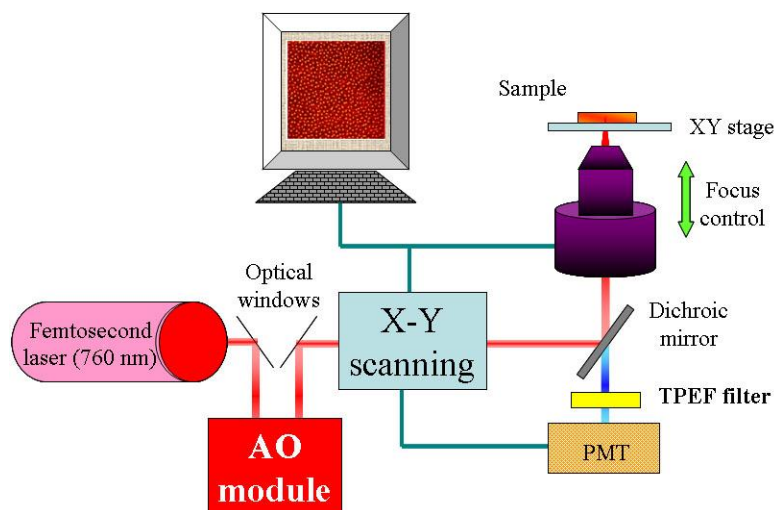 Sample
XY stage
Focus
control
Optical
windows
Femtosecond
laser (760 nm)
X-Y
scanning
Dichroic
mirror
TPEF filter
AO
module
PMT